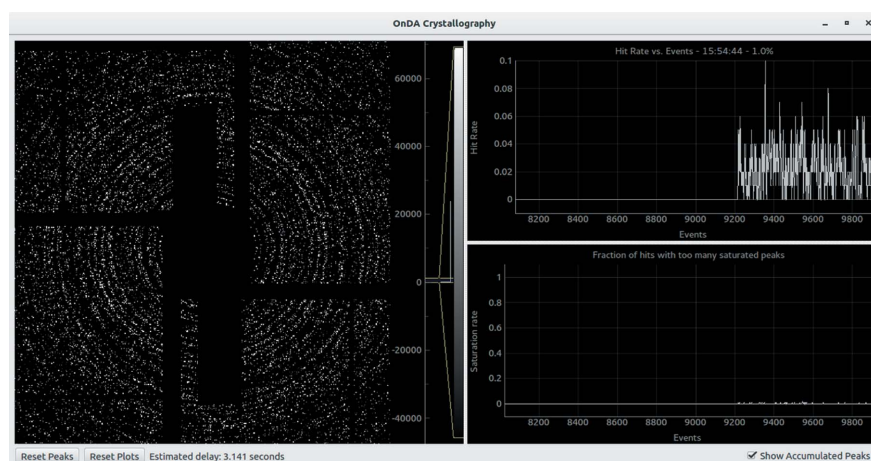 OnDA Crystallography
60000
40000
20000
0
-20000
-40000
Hit Rate vs. Events - 15:54:44 - 1.0%
Hit Rate
0.1
0.08
0.06
0.04
0.02
0
8200 8400 8600 8800 9000 9200 9400 9600 9800
Events
Fraction of hits with too many saturated peaks
Saturation rate
1
0.8
0.6
0.4
0.2
0
8200 8400 8600 8800 9000 9200 9400 9600 9800
Events
Reset Peaks Reset Plots Estimated delay: 3.141 seconds
Show Accumulated Peaks